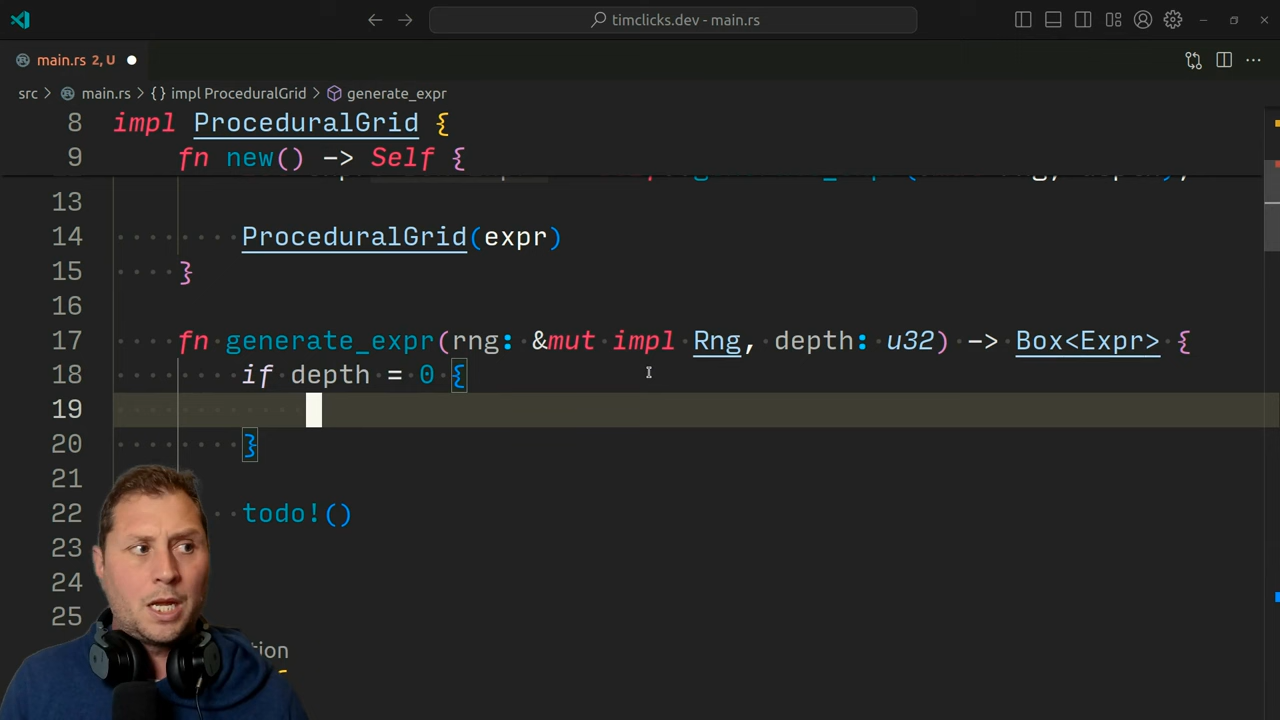 timclicks.dev - main.rs
main.rs 2, U
src > main.rs > {} impl ProceduralGrid > generate_expr
8 impl ProceduralGrid {
9 fn new() -> Self {
13
14 ProceduralGrid(expr)
15 }
16
17 fn generate_expr(rng: &mut impl Rng, depth: u32) -> Box<Expr> {
18 if depth = 0 {
19
20 }
21
22 todo!()
23
24
25
tion